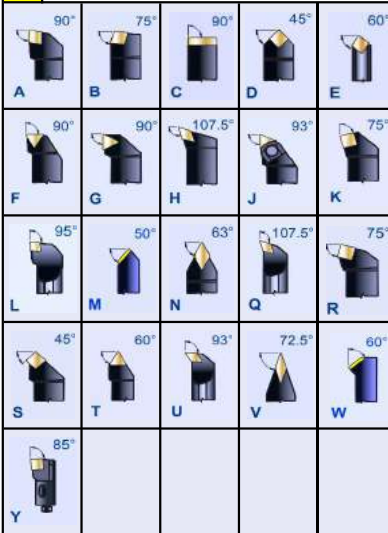 90° 75° 90° 45° 60°
A B C D E
90° 90° 107.5° 93° 75°
F G H J K
95° 50° 63° 107.5° 75°
L M N Q R
45° 60° 93° 72.5° 60°
S T U V W
85°
Y